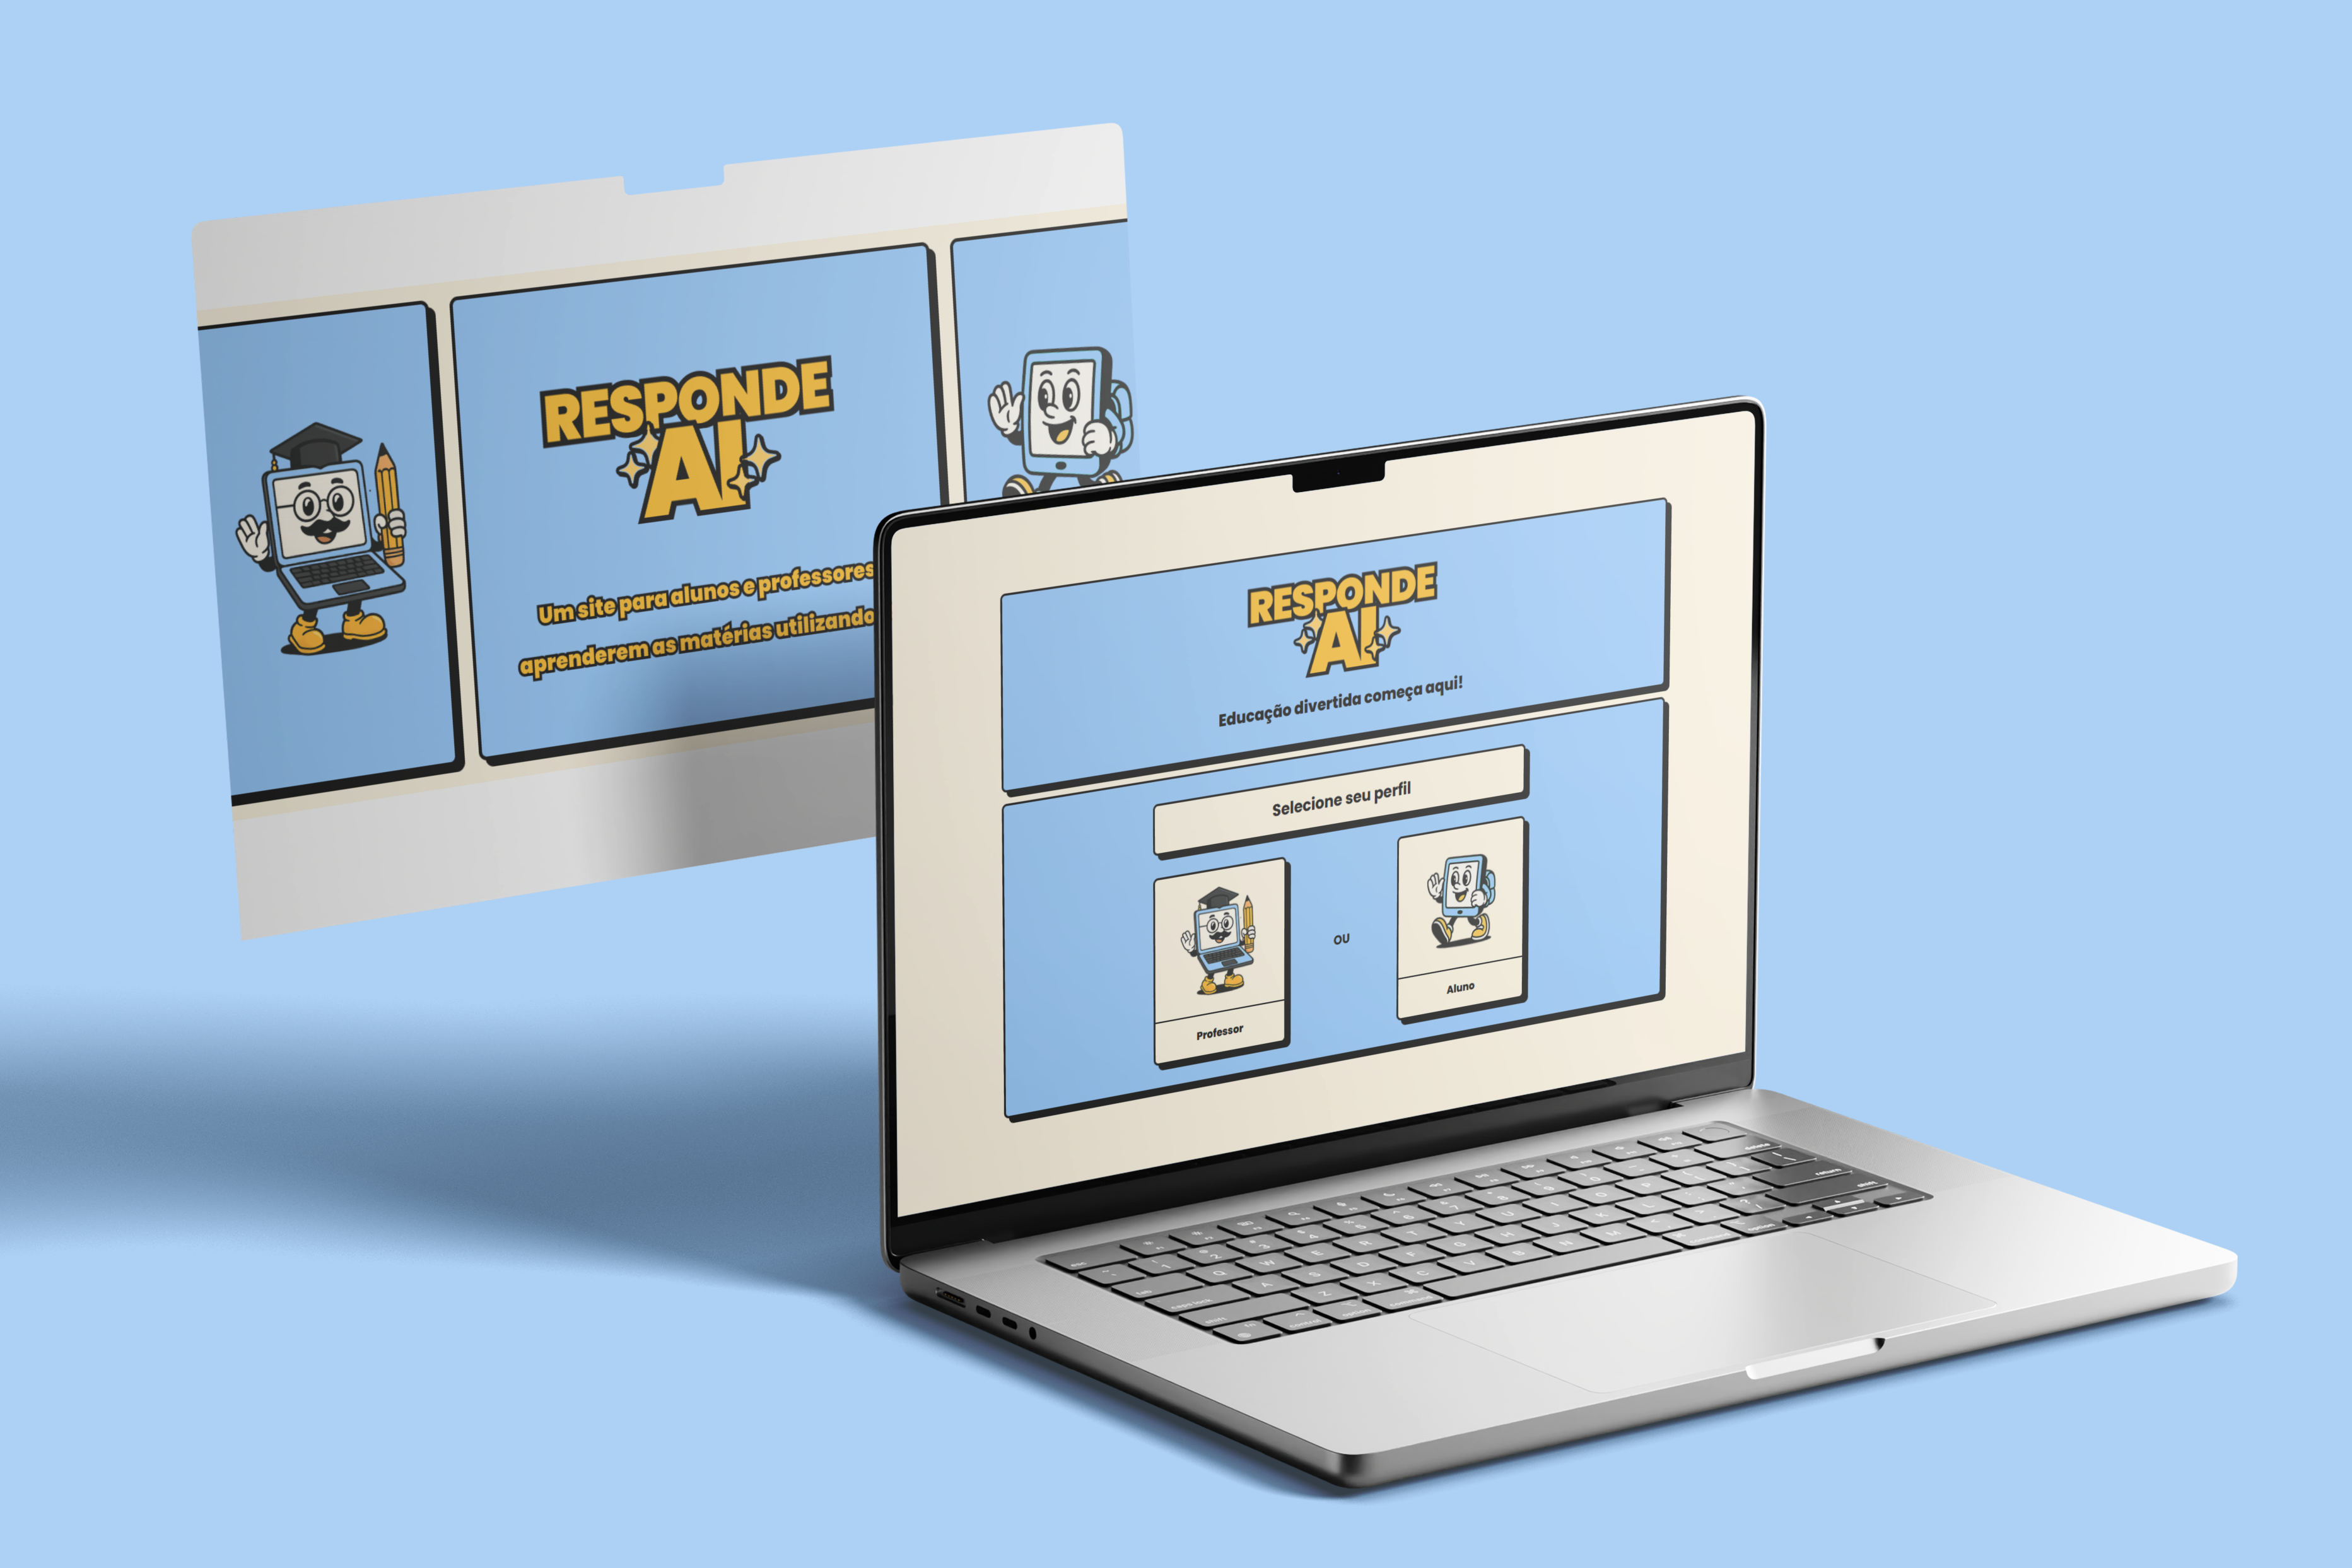 RESPONDE
AI
Um site para alunos e professores
aprenderem as matérias utilizando
RESPONDE
AI
Educação divertida começa aqui!
Selecione seu perfil
OU
Professor
Aluno